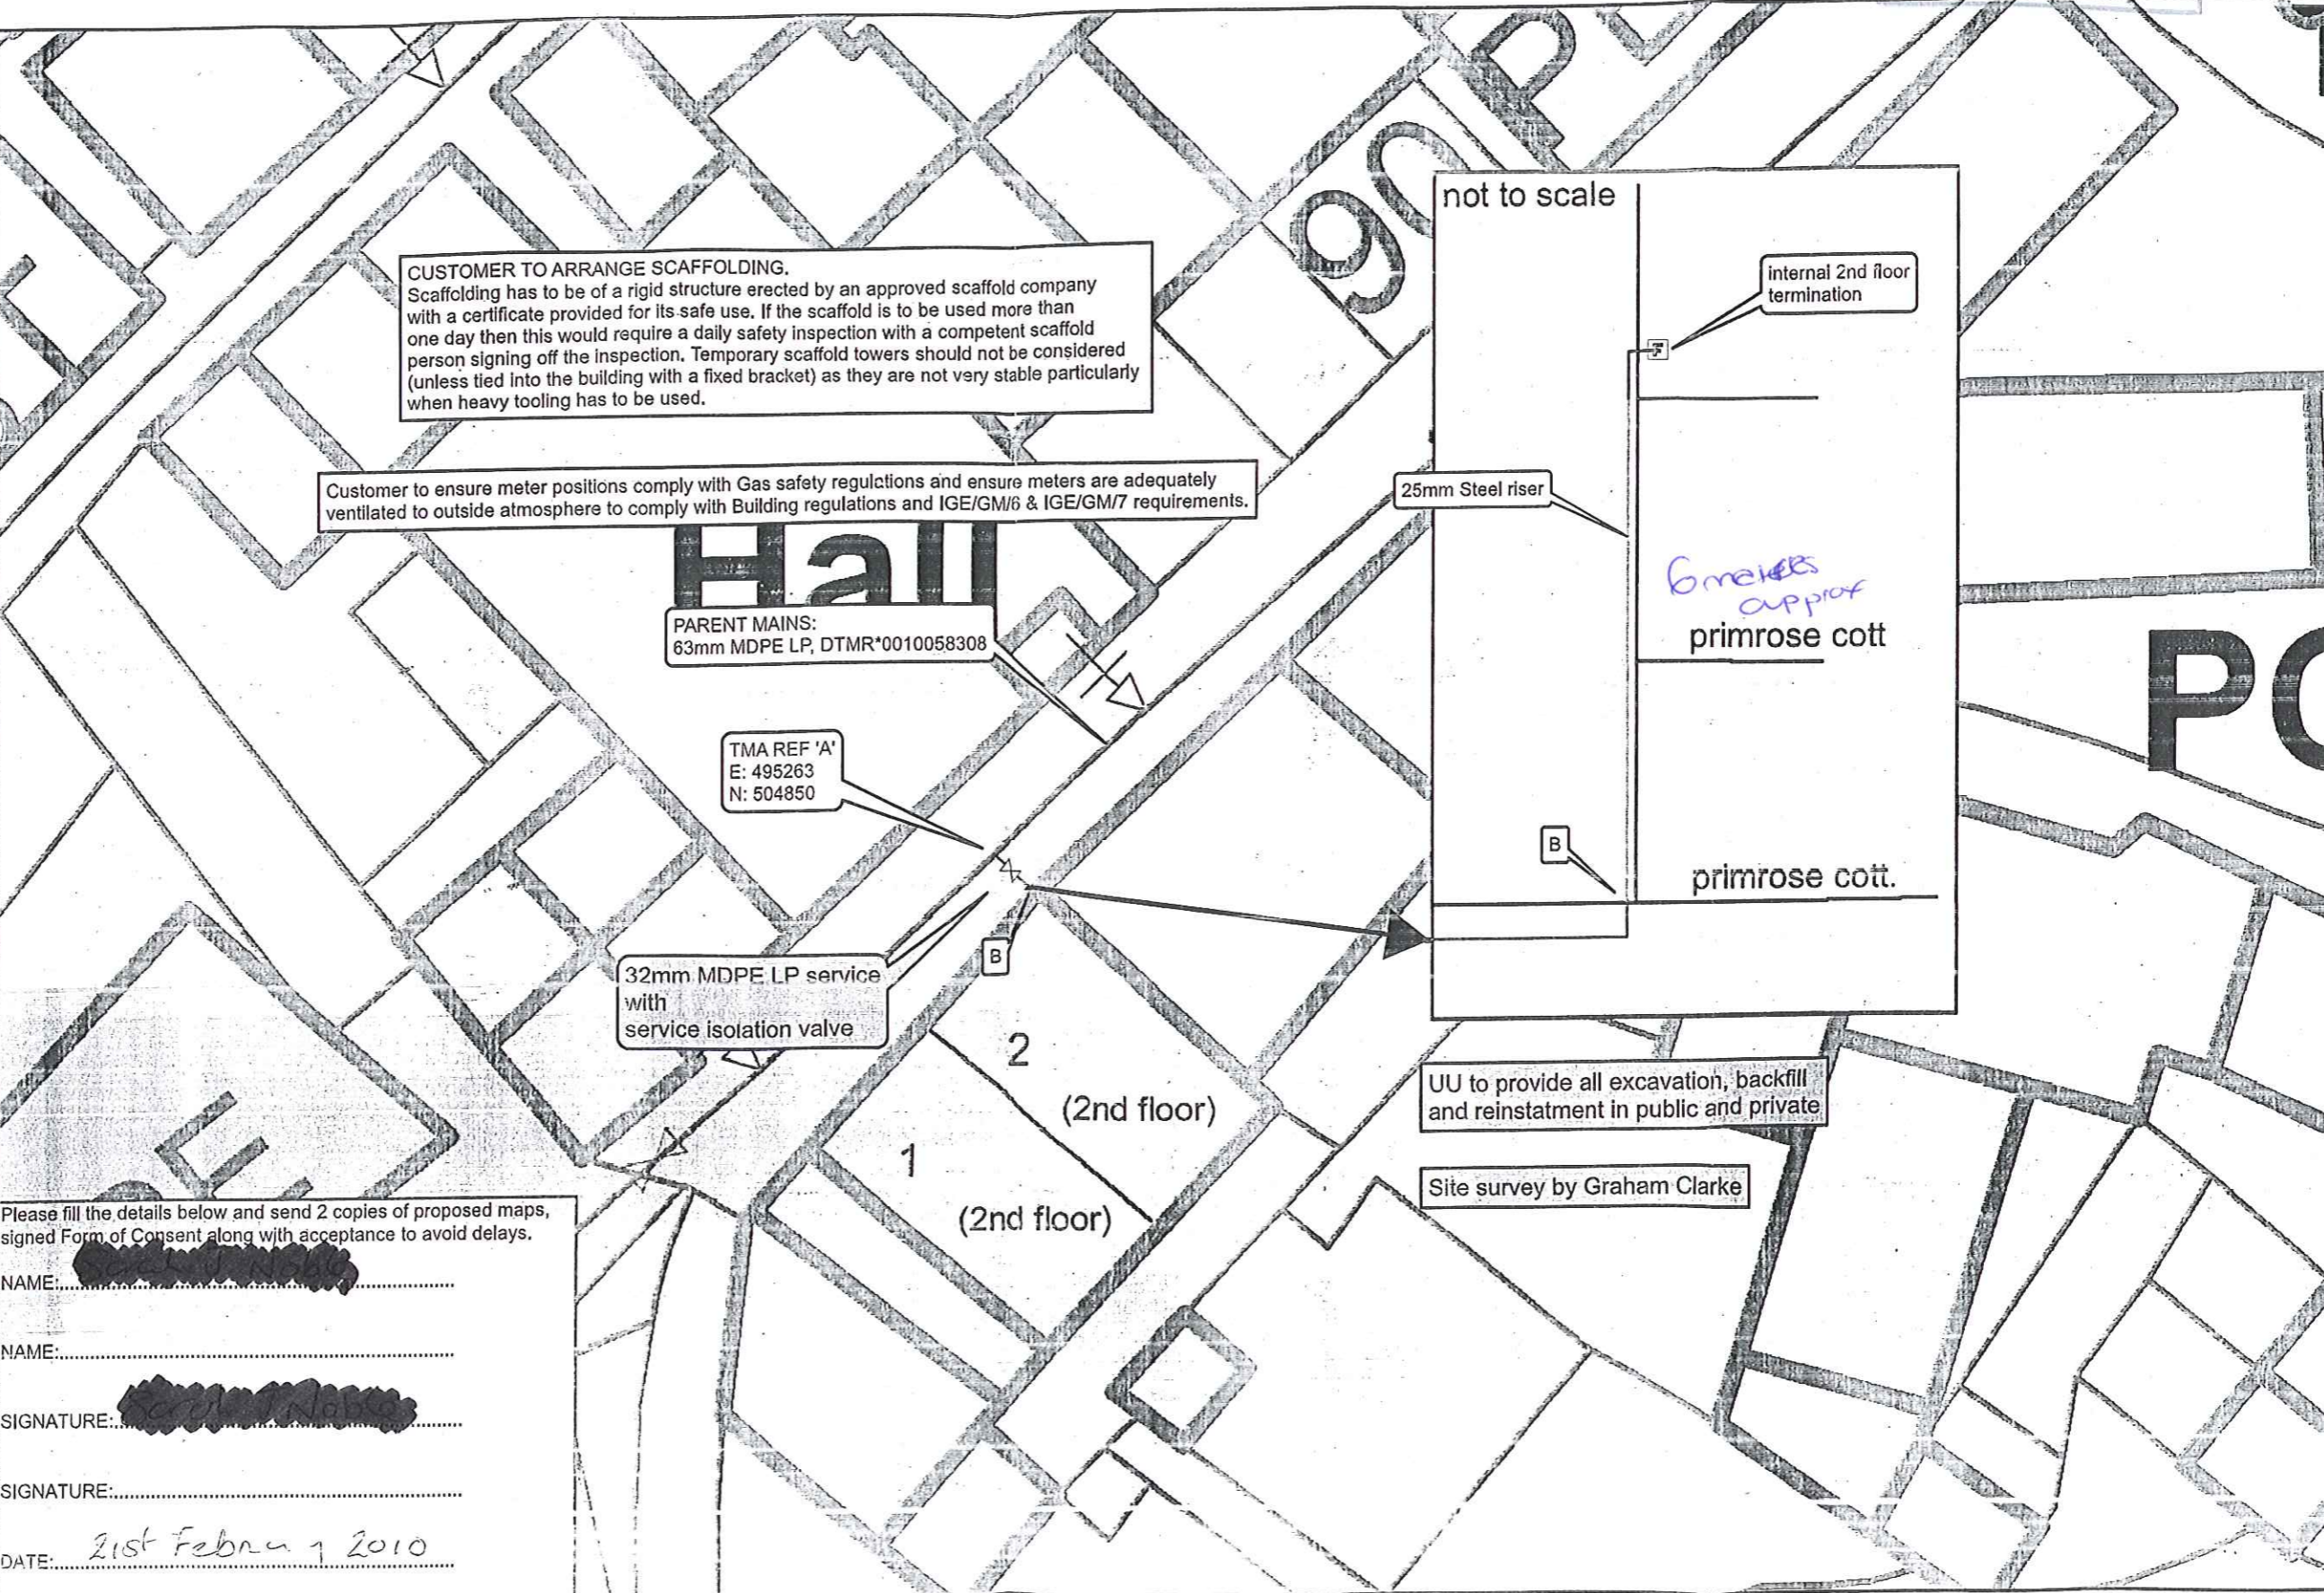 90
P
not to scale
internal 2nd floor
termination
CUSTOMER TO ARRANGE SCAFFOLDING.
Scaffolding has to be of a rigid structure erected by an approved scaffold company
with a certificate provided for its safe use. If the scaffold is to be used more than
one day then this would require a daily safety inspection with a competent scaffold
person signing off the inspection. Temporary scaffold towers should not be considered
(unless tied into the building with a fixed bracket) as they are not very stable particularly
when heavy tooling has to be used.
Customer to ensure meter positions comply with Gas safety regulations and ensure meters are adequately
ventilated to outside atmosphere to comply with Building regulations and IGE/GM/6 & IGE/GM/7 requirements.
25mm Steel riser
Hall
6 metres
approx
primrose cott
PARENT MAINS:
63mm MDPE LP, DTMR*0010058308
PO
TMA REF 'A'
E: 495263
N: 504850
B
primrose cott.
B
32mm MDPE LP service
with
service isolation valve
2
(2nd floor)
1
(2nd floor)
UU to provide all excavation, backfill
and reinstatment in public and private
Site survey by Graham Clarke
Please fill the details below and send 2 copies of proposed maps,
signed Form of Consent along with acceptance to avoid delays.
NAME:
NAME:
SIGNATURE:
SIGNATURE:
DATE: 21st February 2010